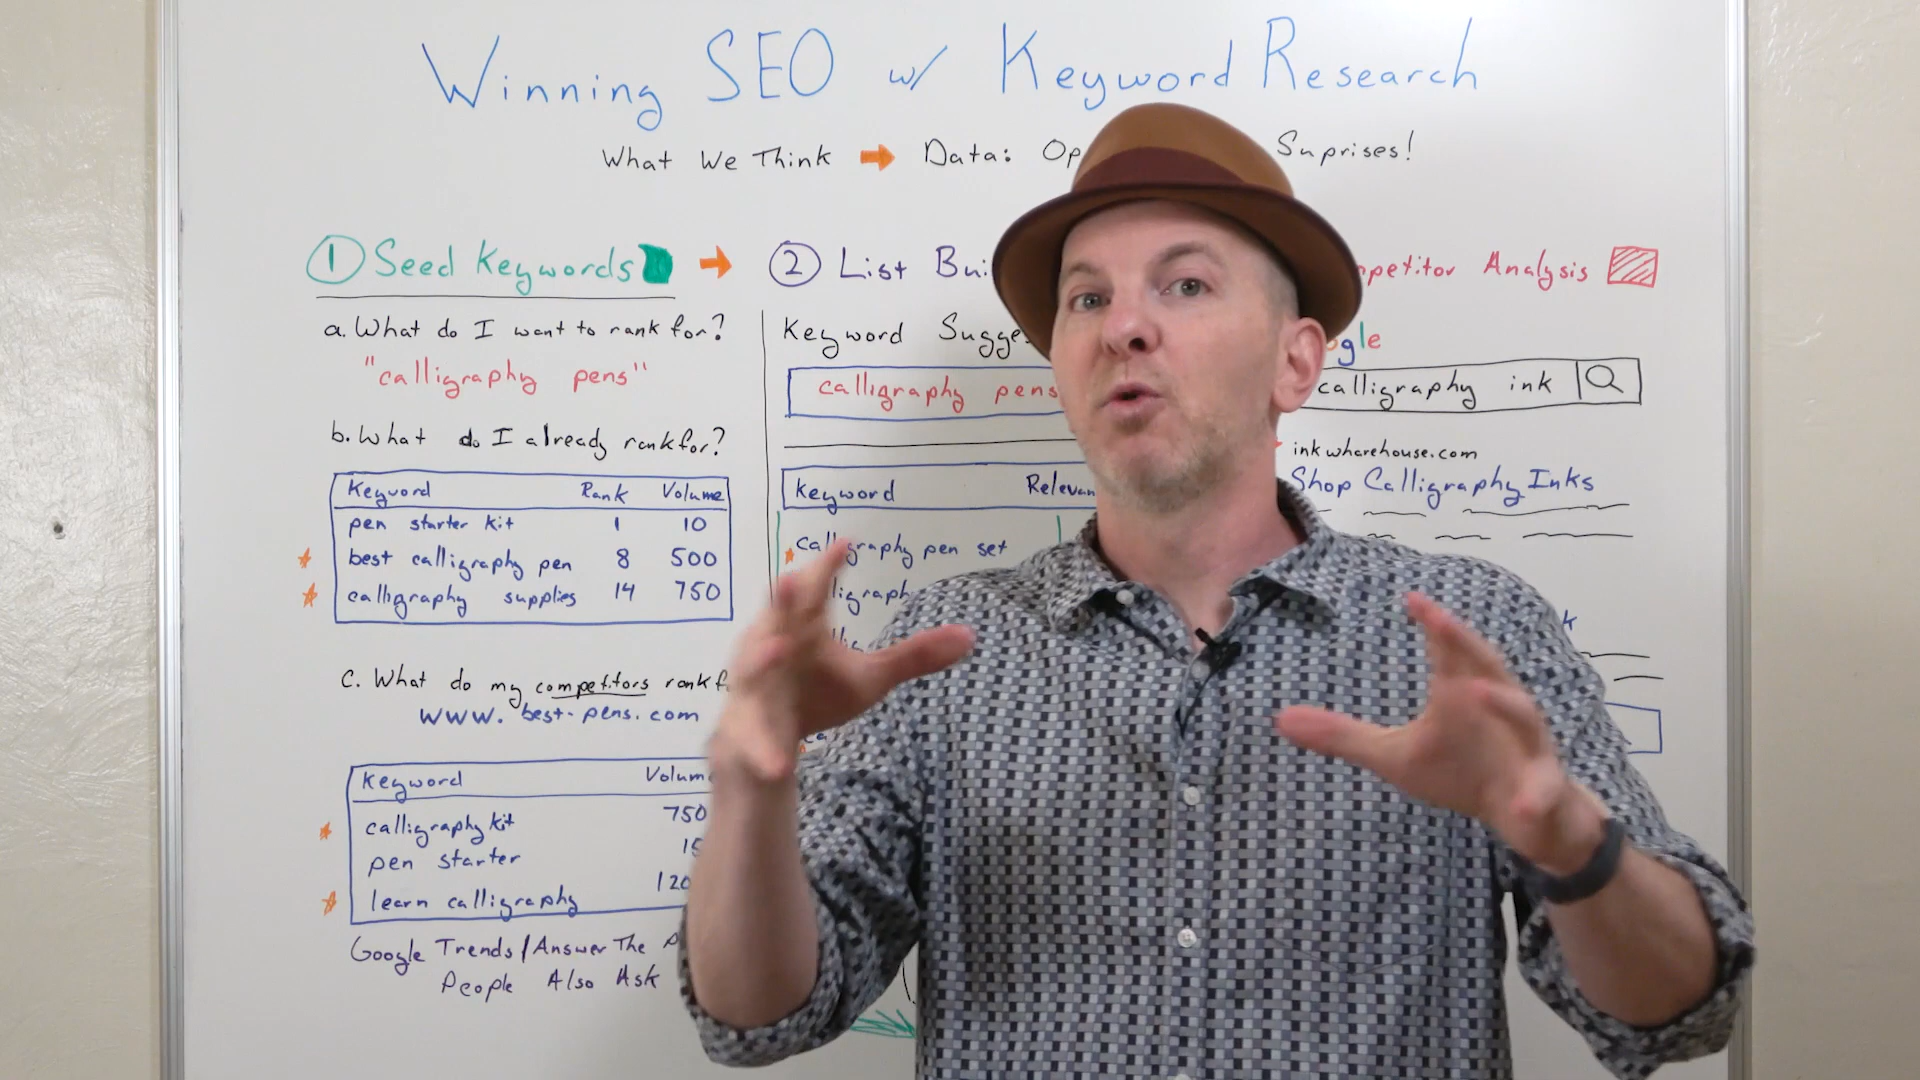 Winning SEO w/ Keyword Research
What We Think → Data: Op Suprises!
1 Seed Keywords →
a. What do I want to rank for?
"calligraphy pens"
b. What do I already rank for?
Keyword Rank Volume
pen starter kit 1 10
best calligraphy pen 8 500
calligraphy supplies 14 750
c. What do my competitors rank f
www.best-pens.com
Keyword Volum
calligraphy kit 750
pen starter 15
learn calligraphy 120
Google Trends/Answer The P
People Also Ask
2 List Bui
Keyword Sugge
calligraphy pens
Keyword Relevan
calligraphy pen set
ligraph
petitor Analysis
gle
calligraphy ink
inkwharehouse.com
Shop Calligraphy Inks